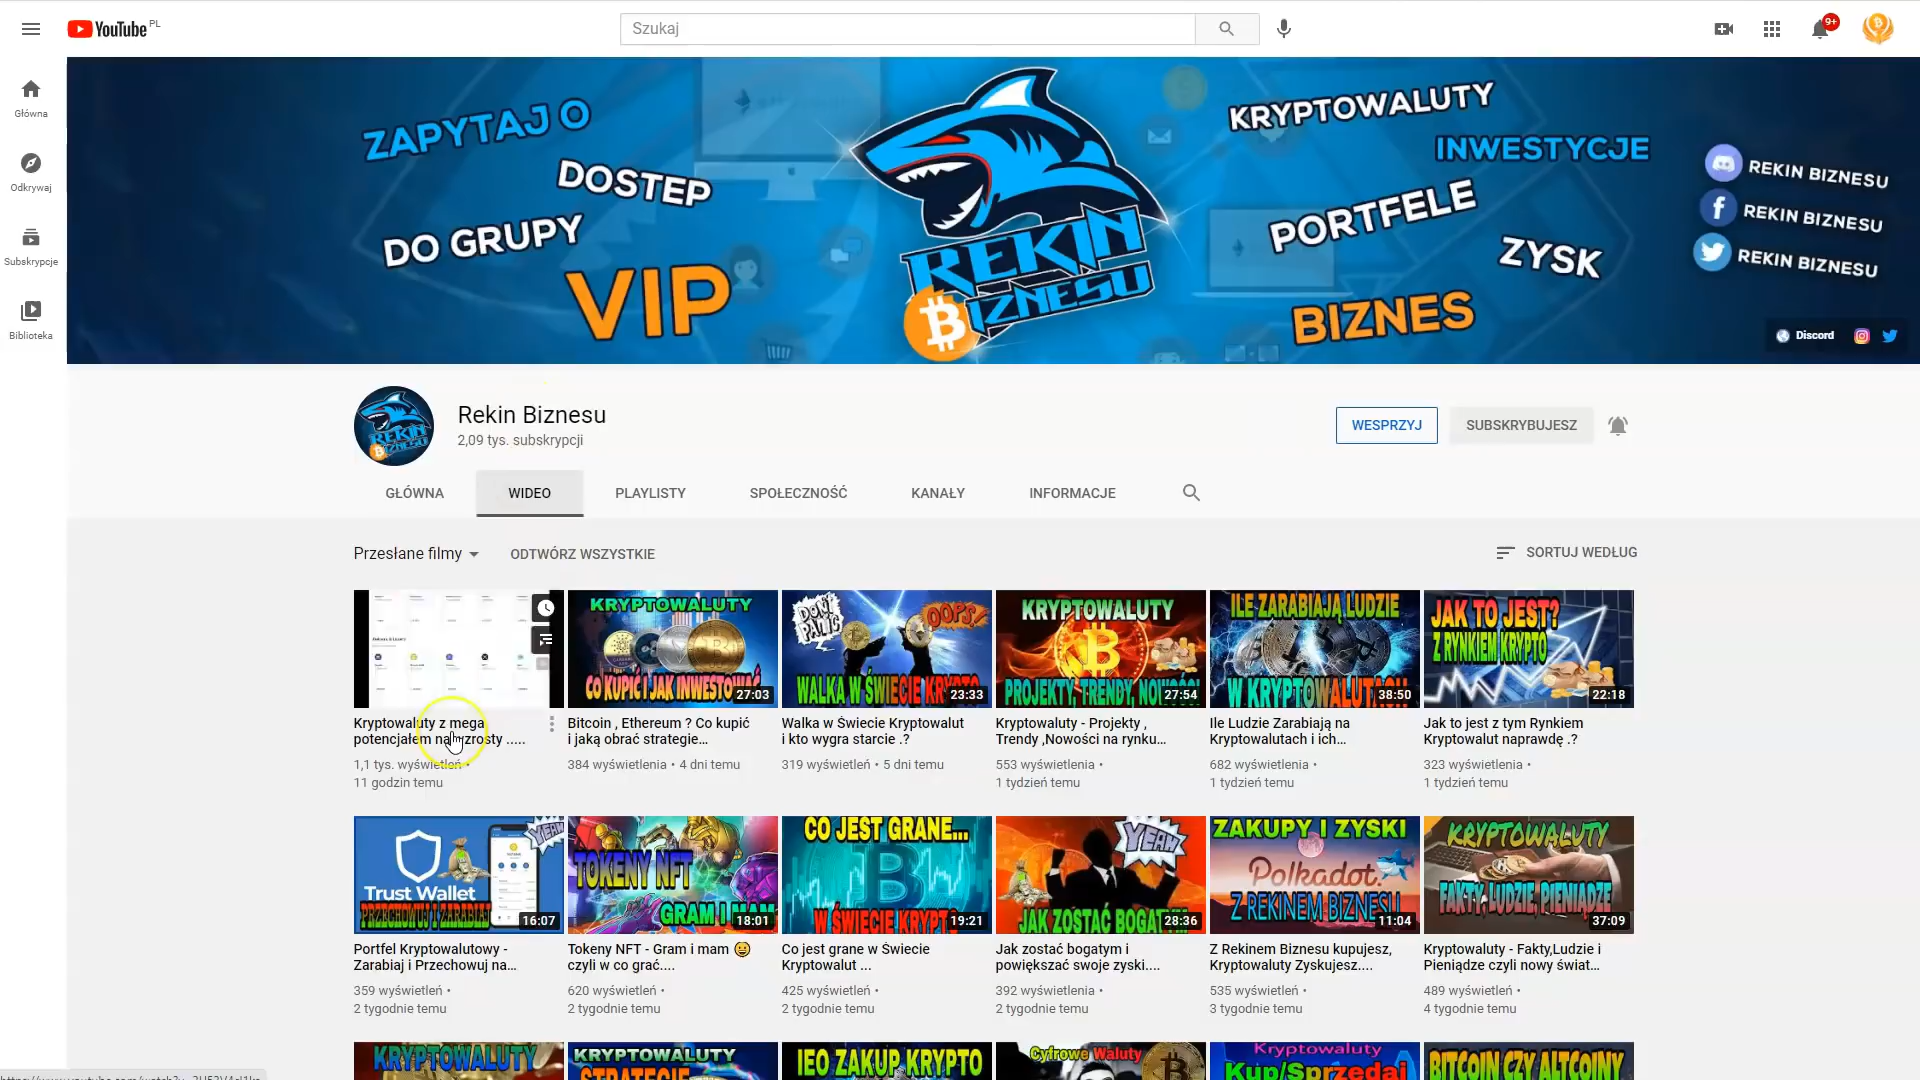 YouTube PL
Szukaj
9+
Główna
Odkrywaj
Subskrypcje
Biblioteka
ZAPYTAJ O
DOSTEP
DO GRUPY
VIP
REKIN
BIZNESU
KRYPTOWALUTY
INWESTYCJE
PORTFELE
ZYSK
BIZNES
REKIN BIZNESU
REKIN BIZNESU
REKIN BIZNESU
Discord
Rekin Biznesu
2,09 tys. subskrypcji
WESPRZYJ
SUBSKRYBUJESZ
GŁÓWNA
WIDEO
PLAYLISTY
SPOŁECZNOŚĆ
KANAŁY
INFORMACJE
Przesłane filmy
ODTWÓRZ WSZYSTKIE
SORTUJ WEDŁUG
KRYPTOWALUTY
CO KUPIĆ I JAK INWESTOWAĆ
27:03
DON'T PANIC
OOPS!
WALKA W ŚWIECIE KRYPTO
23:33
KRYPTOWALUTY
PROJEKTY, TRENDY, NOWOŚCI
27:54
ILE ZARABIAJĄ LUDZIE
W KRYPTOWALUTACH
38:50
JAK TO JEST?
Z RYNKIEM KRYPTO
22:18
Kryptowaluty z mega
potencjałem na wzrosty .....
1,1 tys. wyświetleń •
11 godzin temu
Bitcoin , Ethereum ? Co kupić
i jaką obrać strategie...
384 wyświetlenia • 4 dni temu
Walka w Świecie Kryptowalut
i kto wygra starcie .?
319 wyświetleń • 5 dni temu
Kryptowaluty - Projekty ,
Trendy ,Nowości na rynku...
553 wyświetlenia •
1 tydzień temu
Ile Ludzie Zarabiają na
Kryptowalutach i ich...
682 wyświetlenia •
1 tydzień temu
Jak to jest z tym Rynkiem
Kryptowalut naprawdę .?
323 wyświetlenia •
1 tydzień temu
YEAH
Trust Wallet
PRZECHOWUJ I ZARABIAJ
16:07
TOKENY NFT
GRAM I MAM
18:01
CO JEST GRANE...
W ŚWIECIE KRYPTO
19:21
YEAH
JAK ZOSTAĆ BOGATYM
28:36
ZAKUPY I ZYSKI
Polkadot.
Z REKINEM BIZNESU
11:04
KRYPTOWALUTY
FAKTY, LUDZIE, PIENIĄDZE
37:09
Portfel Kryptowalutowy -
Zarabiaj i Przechowuj na...
359 wyświetleń •
2 tygodnie temu
Tokeny NFT - Gram i mam 😀
czyli w co grać....
620 wyświetleń •
2 tygodnie temu
Co jest grane w Świecie
Kryptowalut ...
425 wyświetleń •
2 tygodnie temu
Jak zostać bogatym i
powiększać swoje zyski....
392 wyświetlenia •
2 tygodnie temu
Z Rekinem Biznesu kupujesz,
Kryptowaluty Zyskujesz....
535 wyświetleń •
3 tygodnie temu
Kryptowaluty - Fakty,Ludzie i
Pieniądze czyli nowy świat...
489 wyświetleń •
4 tygodnie temu
KRYPTOWALUTY
KRYPTOWALUTY
STRATEGIE
IEO ZAKUP KRYPTO
Cyfrowe Waluty
Kryptowaluty
Kup/Sprzedaj
BITCOIN CZY ALTCOINY